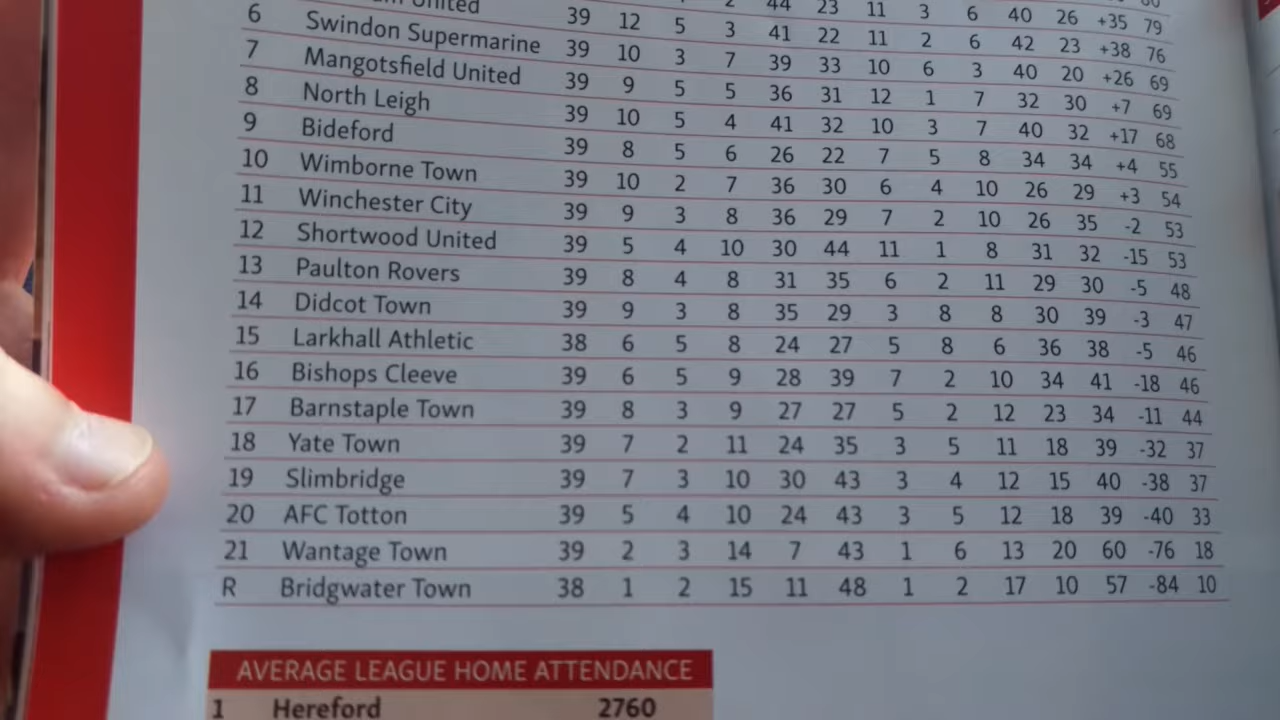 2 44 23 11 3 6 40 26 +35 79
United 39 12 5 3 41 22 11 2 6 42 23 +38 76
6 Swindon Supermarine 39 10 3 7 39 33 10 6 3 40 20 +26 69
7 Mangotsfield United 39 9 5 5 36 31 12 1 7 32 30 +7 69
8 North Leigh 39 10 5 4 41 32 10 3 7 40 32 +17 68
9 Bideford 39 8 5 6 26 22 7 5 8 34 34 +4 55
10 Wimborne Town 39 10 2 7 36 30 6 4 10 26 29 +3 54
11 Winchester City 39 9 3 8 36 29 7 2 10 26 35 -2 53
12 Shortwood United 39 5 4 10 30 44 11 1 8 31 32 -15 53
13 Paulton Rovers 39 8 4 8 31 35 6 2 11 29 30 -5 48
14 Didcot Town 39 9 3 8 35 29 3 8 8 30 39 -3 47
15 Larkhall Athletic 38 6 5 8 24 27 5 8 6 36 38 -5 46
16 Bishops Cleeve 39 6 5 9 28 39 7 2 10 34 41 -18 46
17 Barnstaple Town 39 8 3 9 27 27 5 2 12 23 34 -11 44
18 Yate Town 39 7 2 11 24 35 3 5 11 18 39 -32 37
19 Slimbridge 39 7 3 10 30 43 3 4 12 15 40 -38 37
20 AFC Totton 39 5 4 10 24 43 3 5 12 18 39 -40 33
21 Wantage Town 39 2 3 14 7 43 1 6 13 20 60 -76 18
R Bridgwater Town 38 1 2 15 11 48 1 2 17 10 57 -84 10
AVERAGE LEAGUE HOME ATTENDANCE
1 Hereford 2760